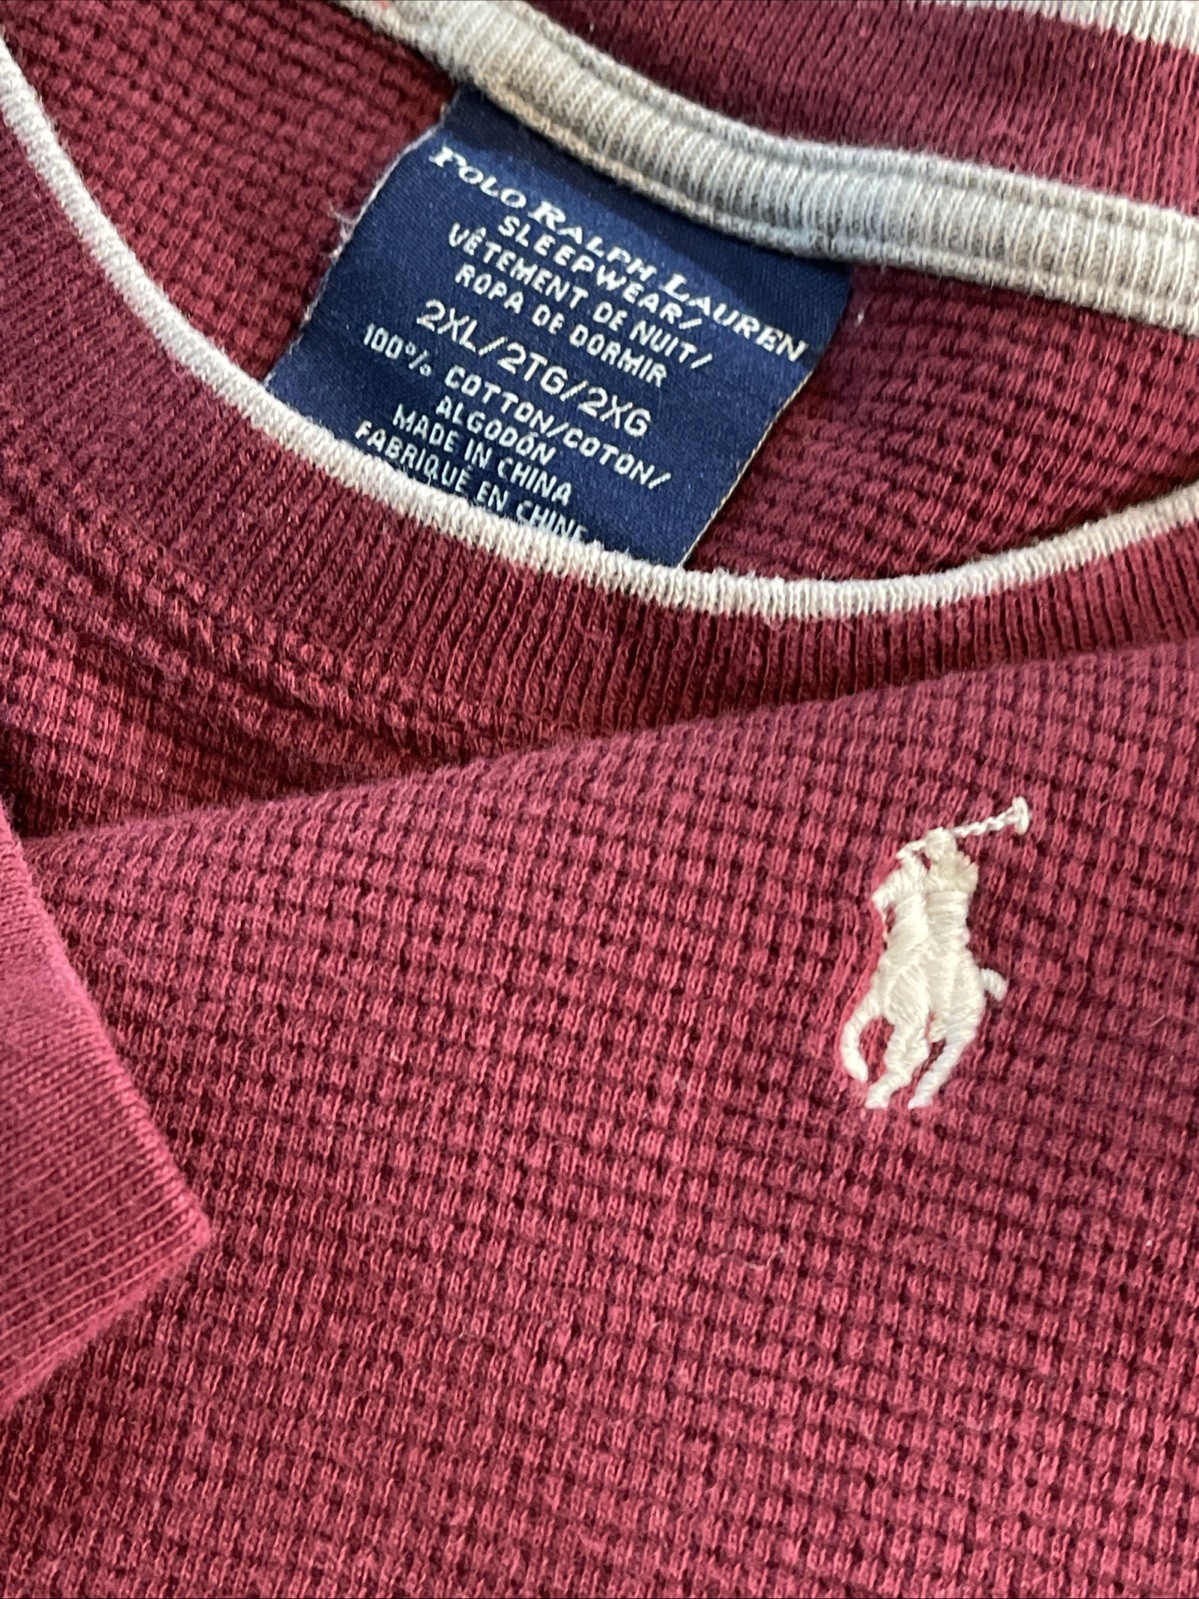 POLO RALPH LAUREN
SLEEPWEAR/
VÊTEMENT DE NUIT/
ROPA DE DORMIR
2XL/2TG/2XG
100% COTTON/COTON/
ALGODÓN
MADE IN CHINA
FABRIQUÉ EN CHINE